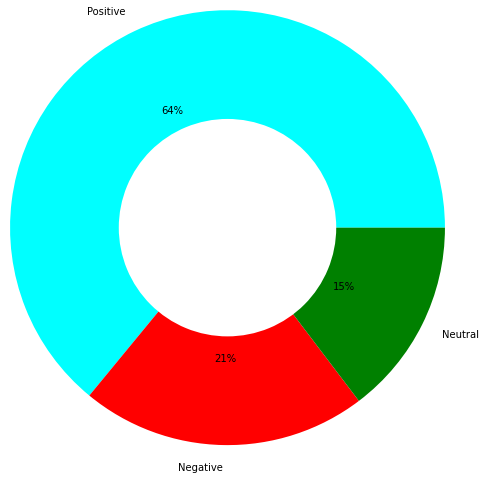 Positive
64%
15%
Neutral
21%
Negative